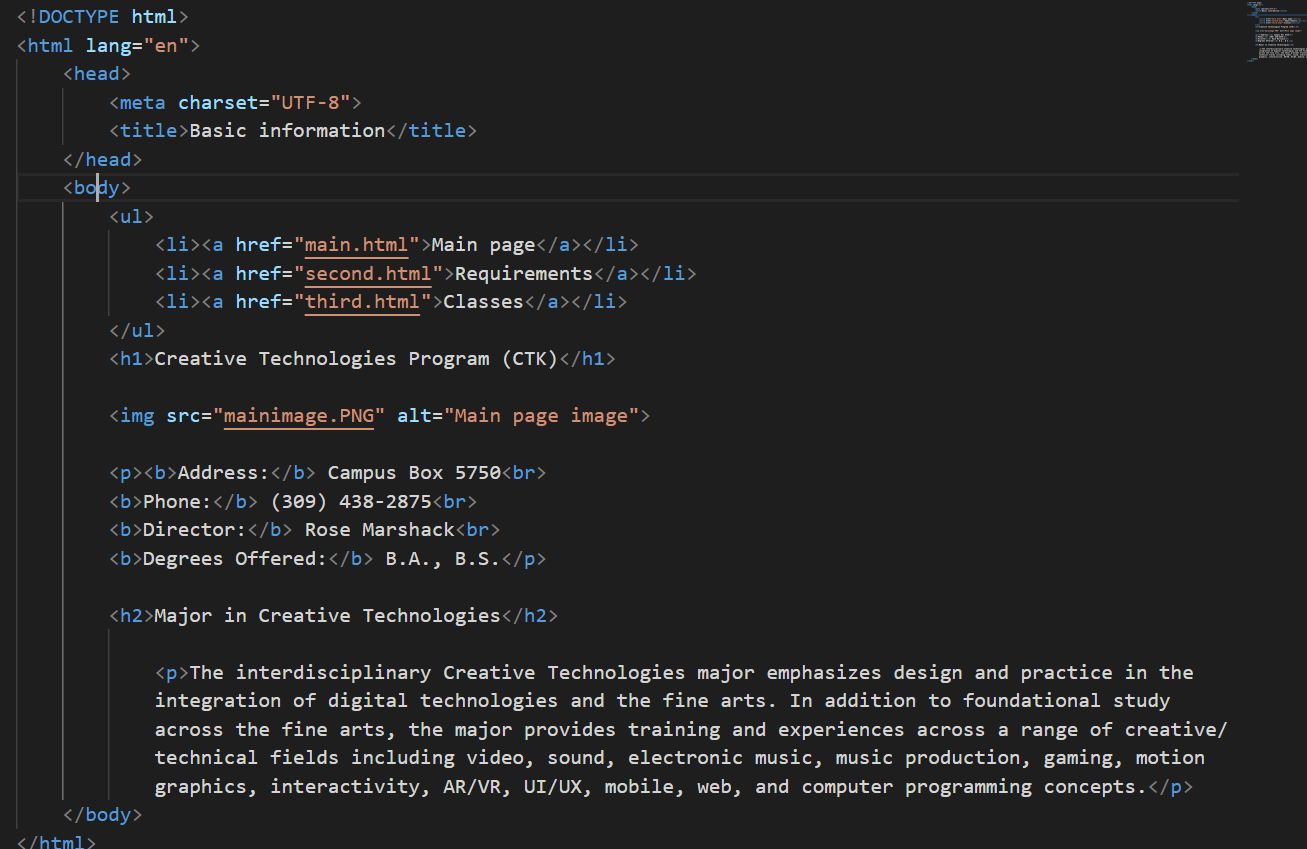 <!DOCTYPE html>
<html lang="en">
    <head>
        <meta charset="UTF-8">
        <title>Basic information</title>
    </head>
    <body>
        <ul>
            <li><a href="main.html">Main page</a></li>
            <li><a href="second.html">Requirements</a></li>
            <li><a href="third.html">Classes</a></li>
        </ul>
        <h1>Creative Technologies Program (CTK)</h1>

        <img src="mainimage.PNG" alt="Main page image">

        <p><b>Address:</b> Campus Box 5750<br>
        <b>Phone:</b> (309) 438-2875<br>
        <b>Director:</b> Rose Marshack<br>
        <b>Degrees Offered:</b> B.A., B.S.</p>

        <h2>Major in Creative Technologies</h2>

            <p>The interdisciplinary Creative Technologies major emphasizes design and practice in the
            integration of digital technologies and the fine arts. In addition to foundational study
            across the fine arts, the major provides training and experiences across a range of creative/
            technical fields including video, sound, electronic music, music production, gaming, motion
            graphics, interactivity, AR/VR, UI/UX, mobile, web, and computer programming concepts.</p>
    </body>
</html>